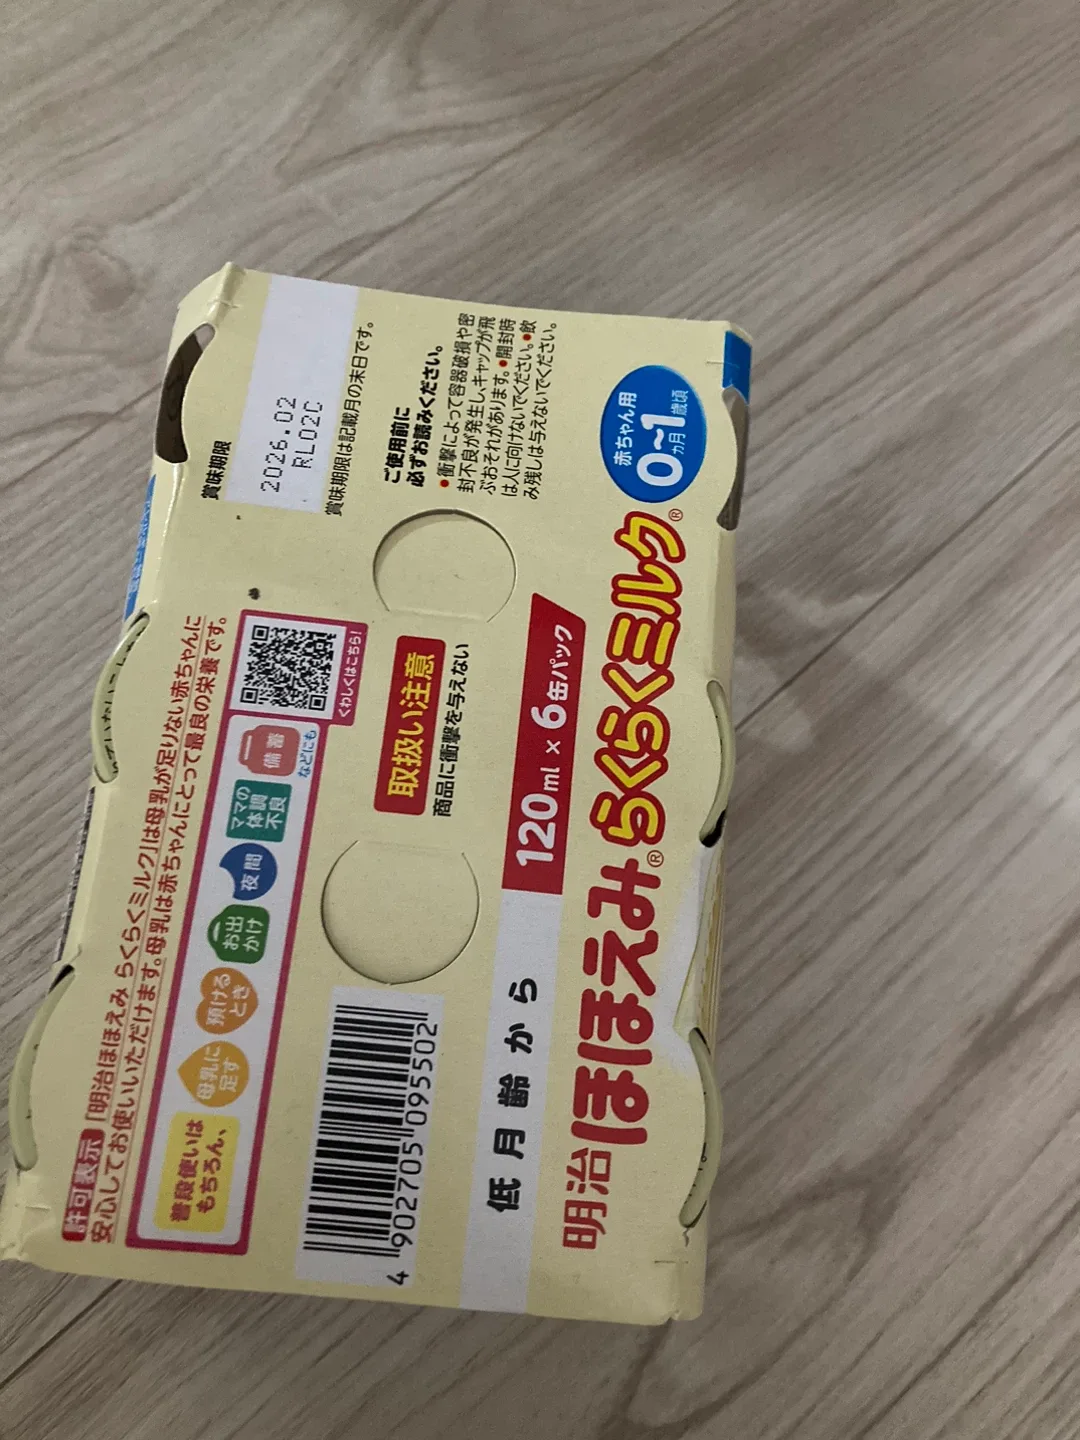 許可表示 「明治ほほえみ らくらくミルク」は母乳が足りない赤ちゃんに
安心してお使いいただけます。母乳は赤ちゃんにとって最良の栄養です。
普段使いは
もちろん、
母乳に
足す
預ける
とき
お出
かけ
夜間
ママの
体調
不良
備蓄
などにも
くわしくはこちら!
賞味期限
2026.02
RL02C
賞味期限は記載月の末日です。
4 902705 095502
取扱い注意
商品に衝撃を与えない
ご使用前に
必ずお読みください。
●衝撃によって容器破損や密
封不良が発生し、キャップが飛
ぶおそれがあります。●開封時
は人に向けないでください。●飲
み残しは与えないでください。
低月齢から
120ml × 6缶パック
明治ほほえみ®らくらくミルク®
赤ちゃん用
0カ月~1歳頃